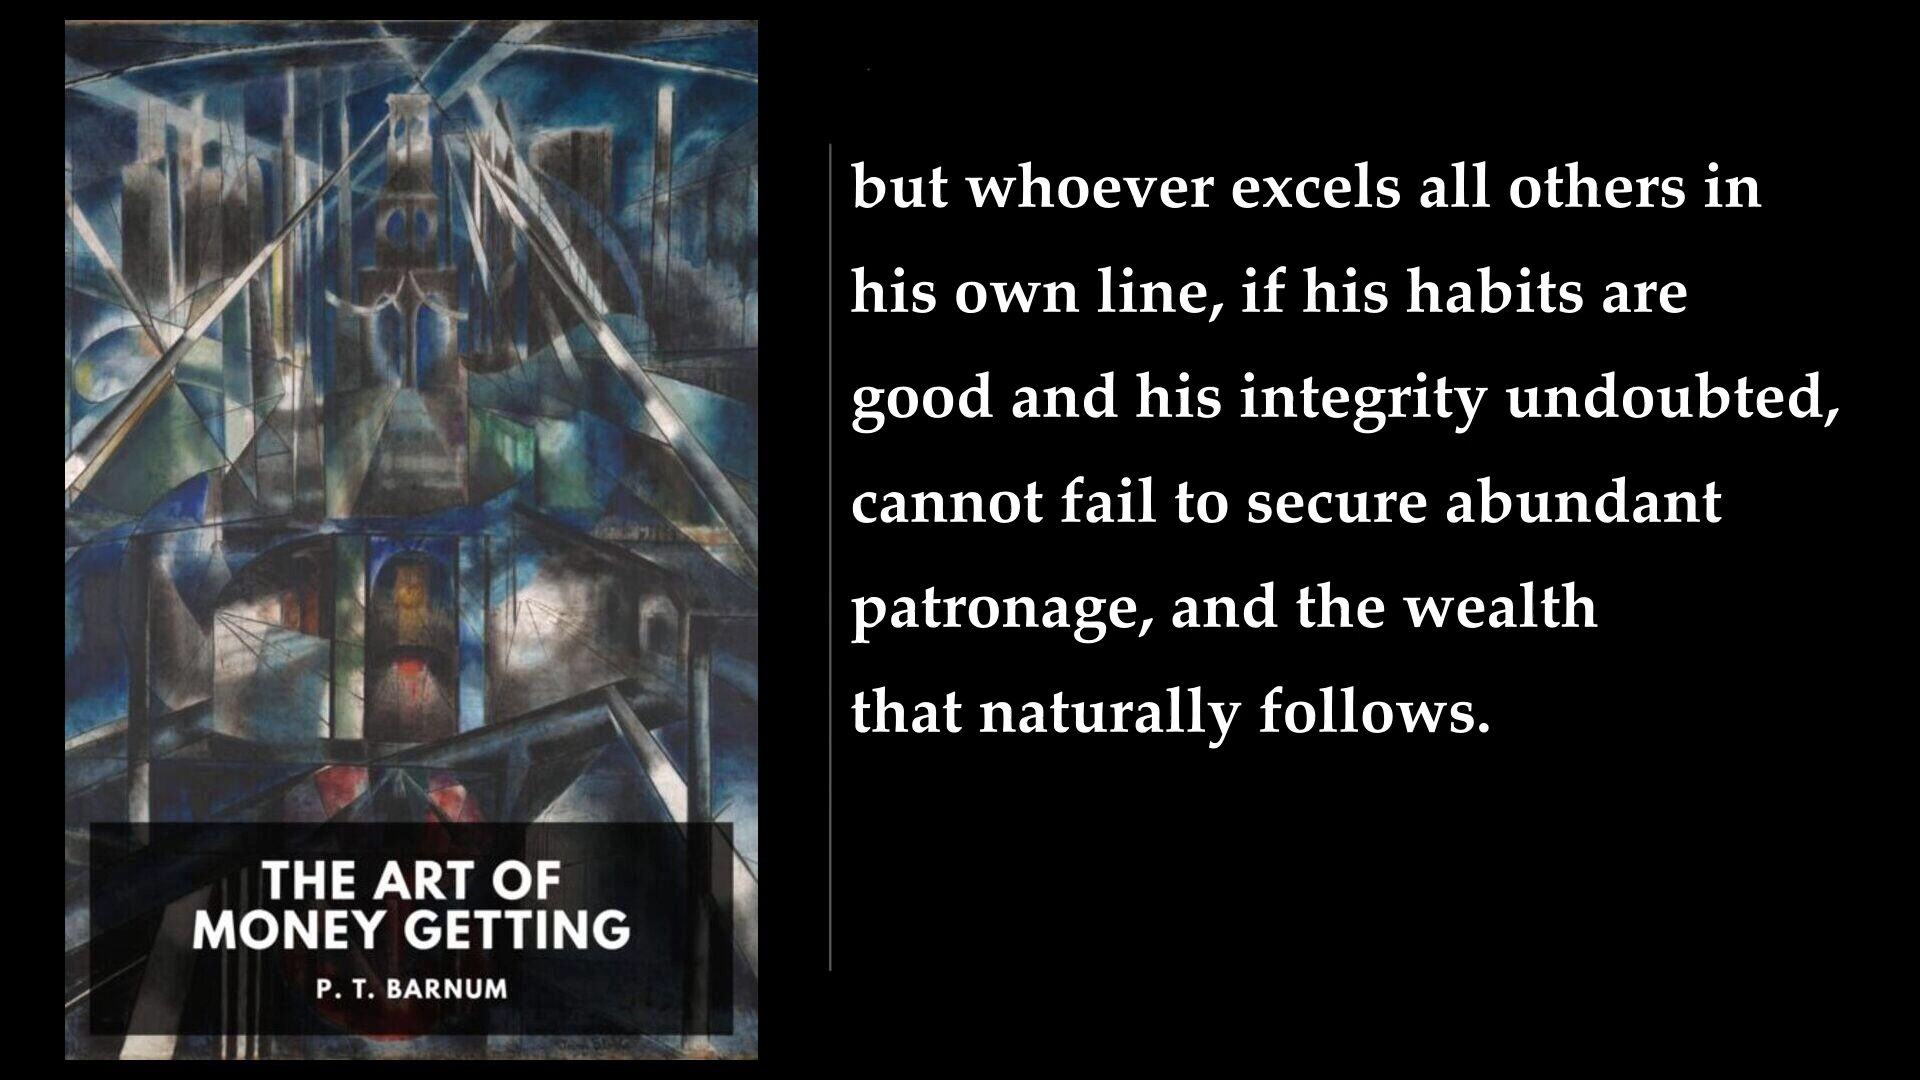 but whoever excels all others in
his own line, if his habits are
good and his integrity undoubted,
cannot fail to secure abundant
patronage, and the wealth
that naturally follows.
THE ART OF
MONEY GETTING
P. T. BARNUM